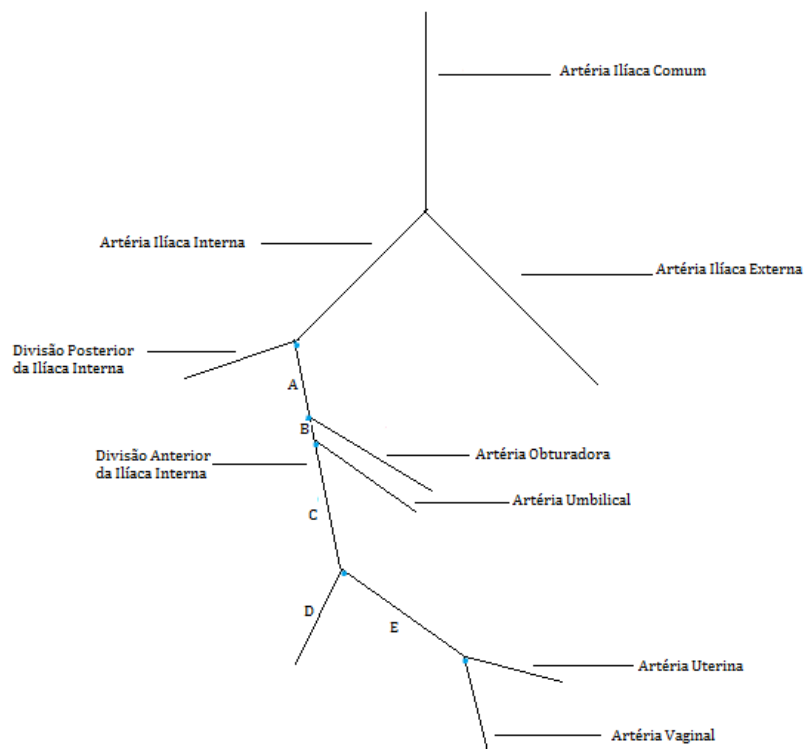 Artéria Ilíaca Comum
Artéria Ilíaca Interna
Artéria Ilíaca Externa
Divisão Posterior
da Ilíaca Interna
A
B
Divisão Anterior
da Ilíaca Interna
Artéria Obturadora
Artéria Umbilical
C
D
E
Artéria Uterina
Artéria Vaginal